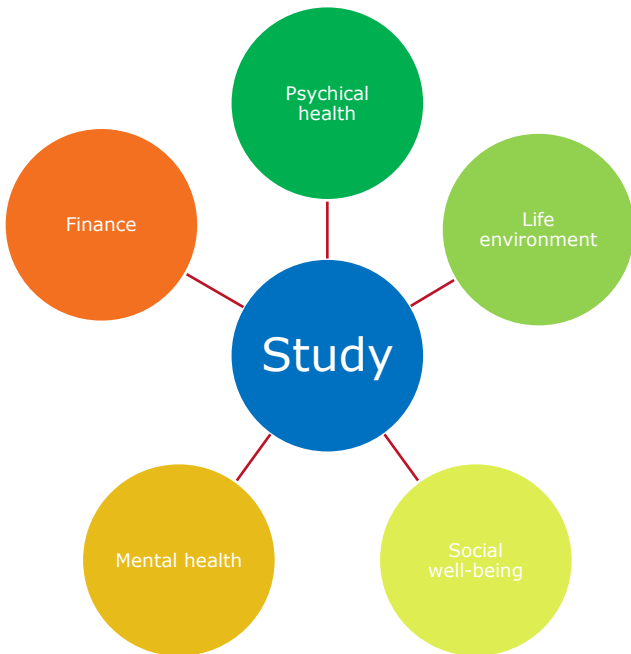 Psychical
health
Finance
Life
environment
Study
Mental health
Social
well-being